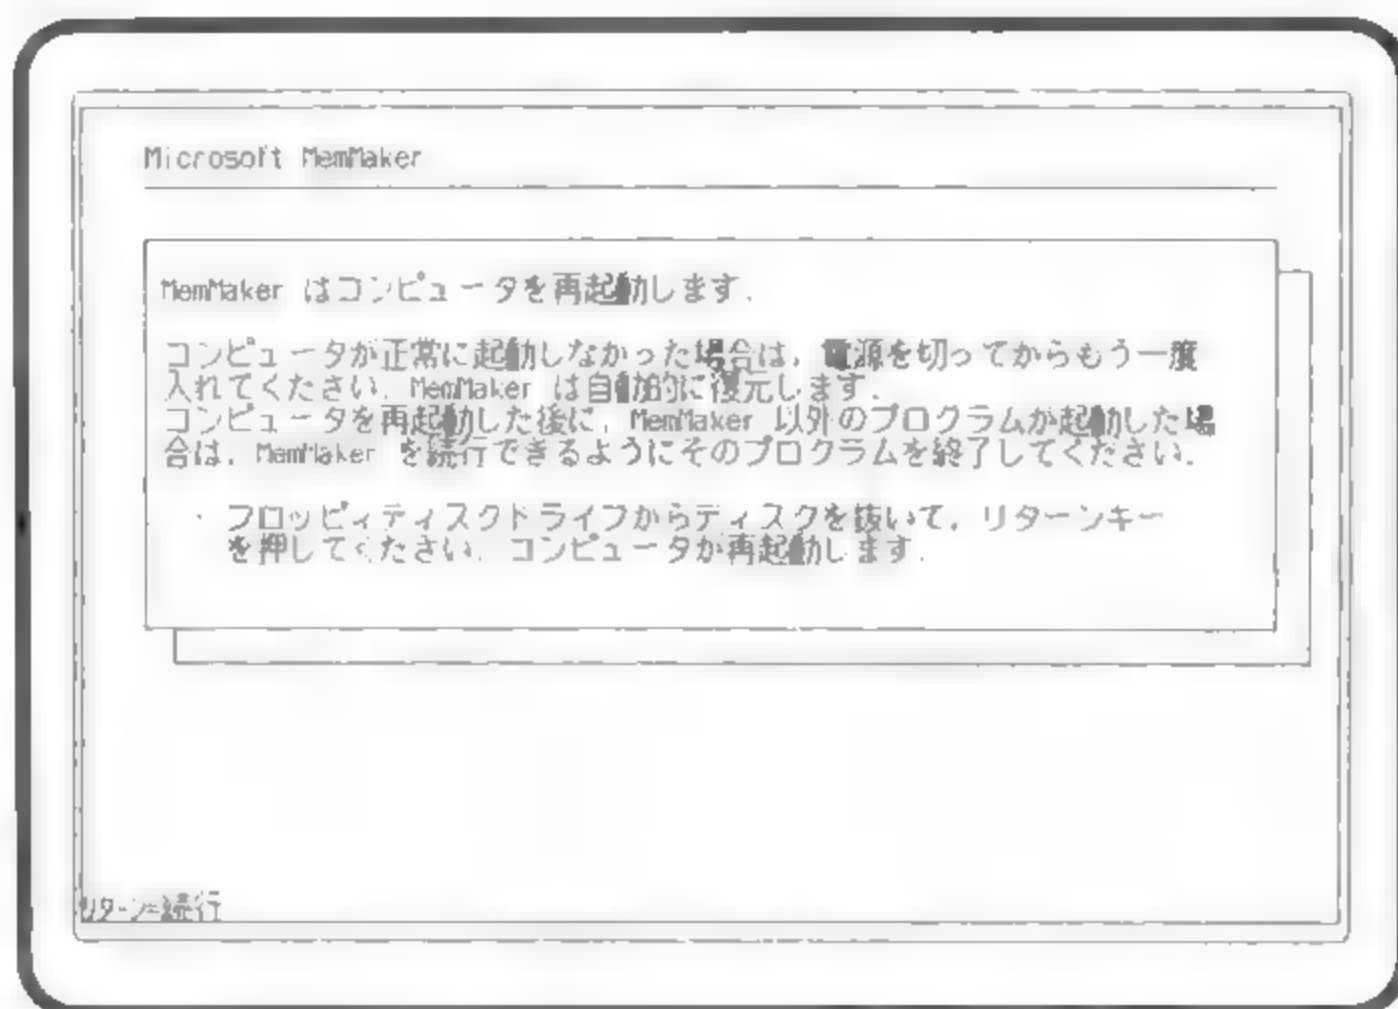 Microsoft MemMaker
MemMaker はコンピュータを再起動します.
コンピュータが正常に起動しなかった場合は, 電源を切ってからもう一度
入れてください. MemMaker は自動的に復元します.
コンピュータを再起動した後に, MemMaker 以外のプログラムが起動した場
合は, MemMaker を続行できるようにそのプログラムを終了してください.
・ フロッピィディスクドライブからディスクを抜いて, リターンキー
を押してください. コンピュータが再起動します.
リターン=続行